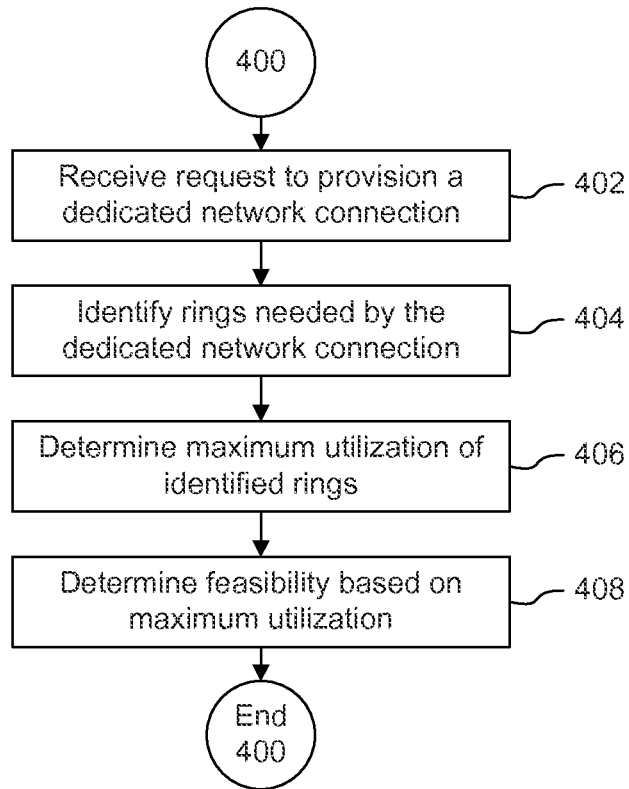 400
Receive request to provision a
dedicated network connection
402
Identify rings needed by the
dedicated network connection
404
Determine maximum utilization of
identified rings
406
Determine feasibility based on
maximum utilization
408
End
400